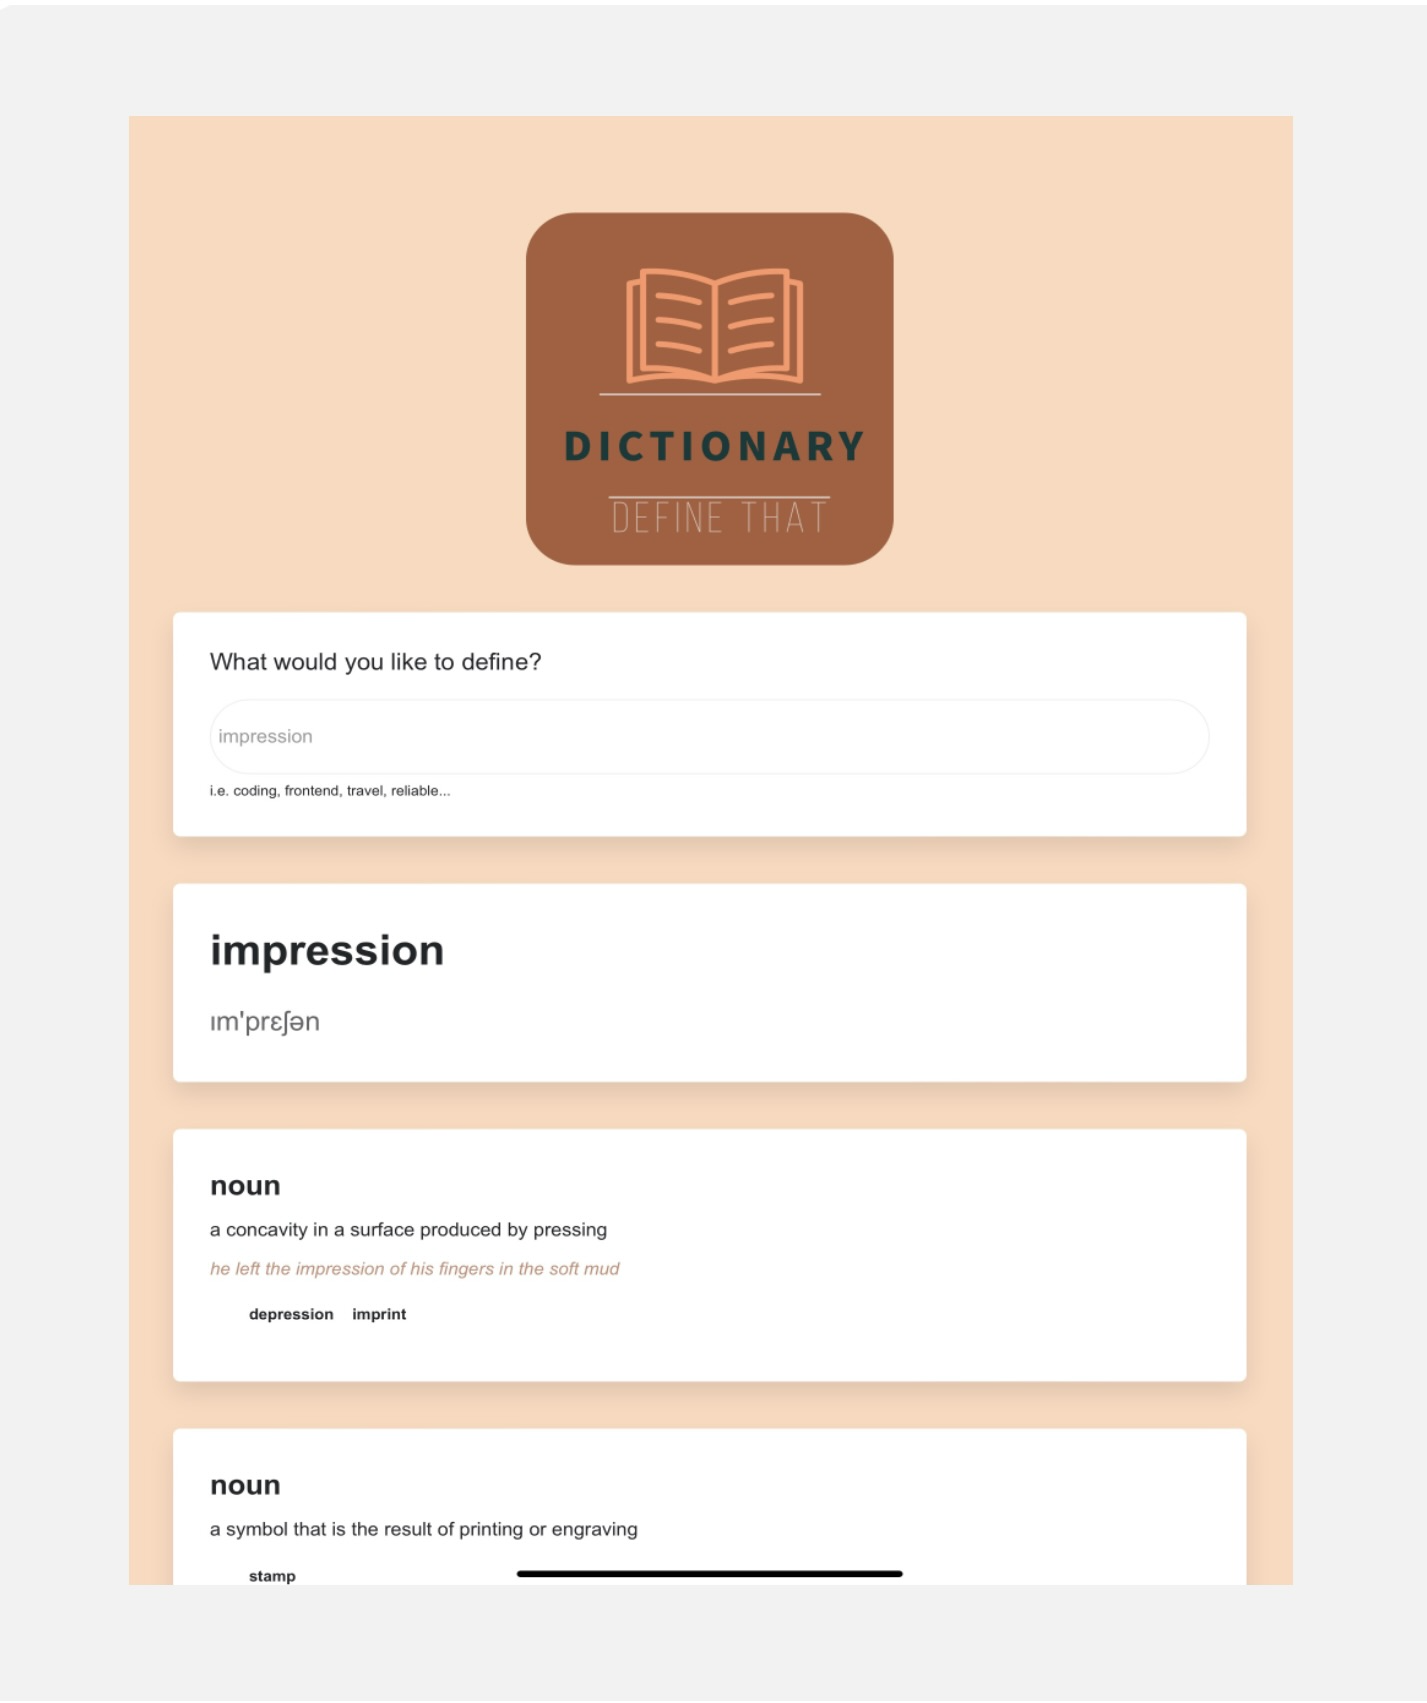 DICTIONARY
DEFINE THAT
What would you like to define?
impression
i.e. coding, frontend, travel, reliable...
impression
ɪm'prɛʃən
noun
a concavity in a surface produced by pressing
he left the impression of his fingers in the soft mud
depression imprint
noun
a symbol that is the result of printing or engraving
stamp